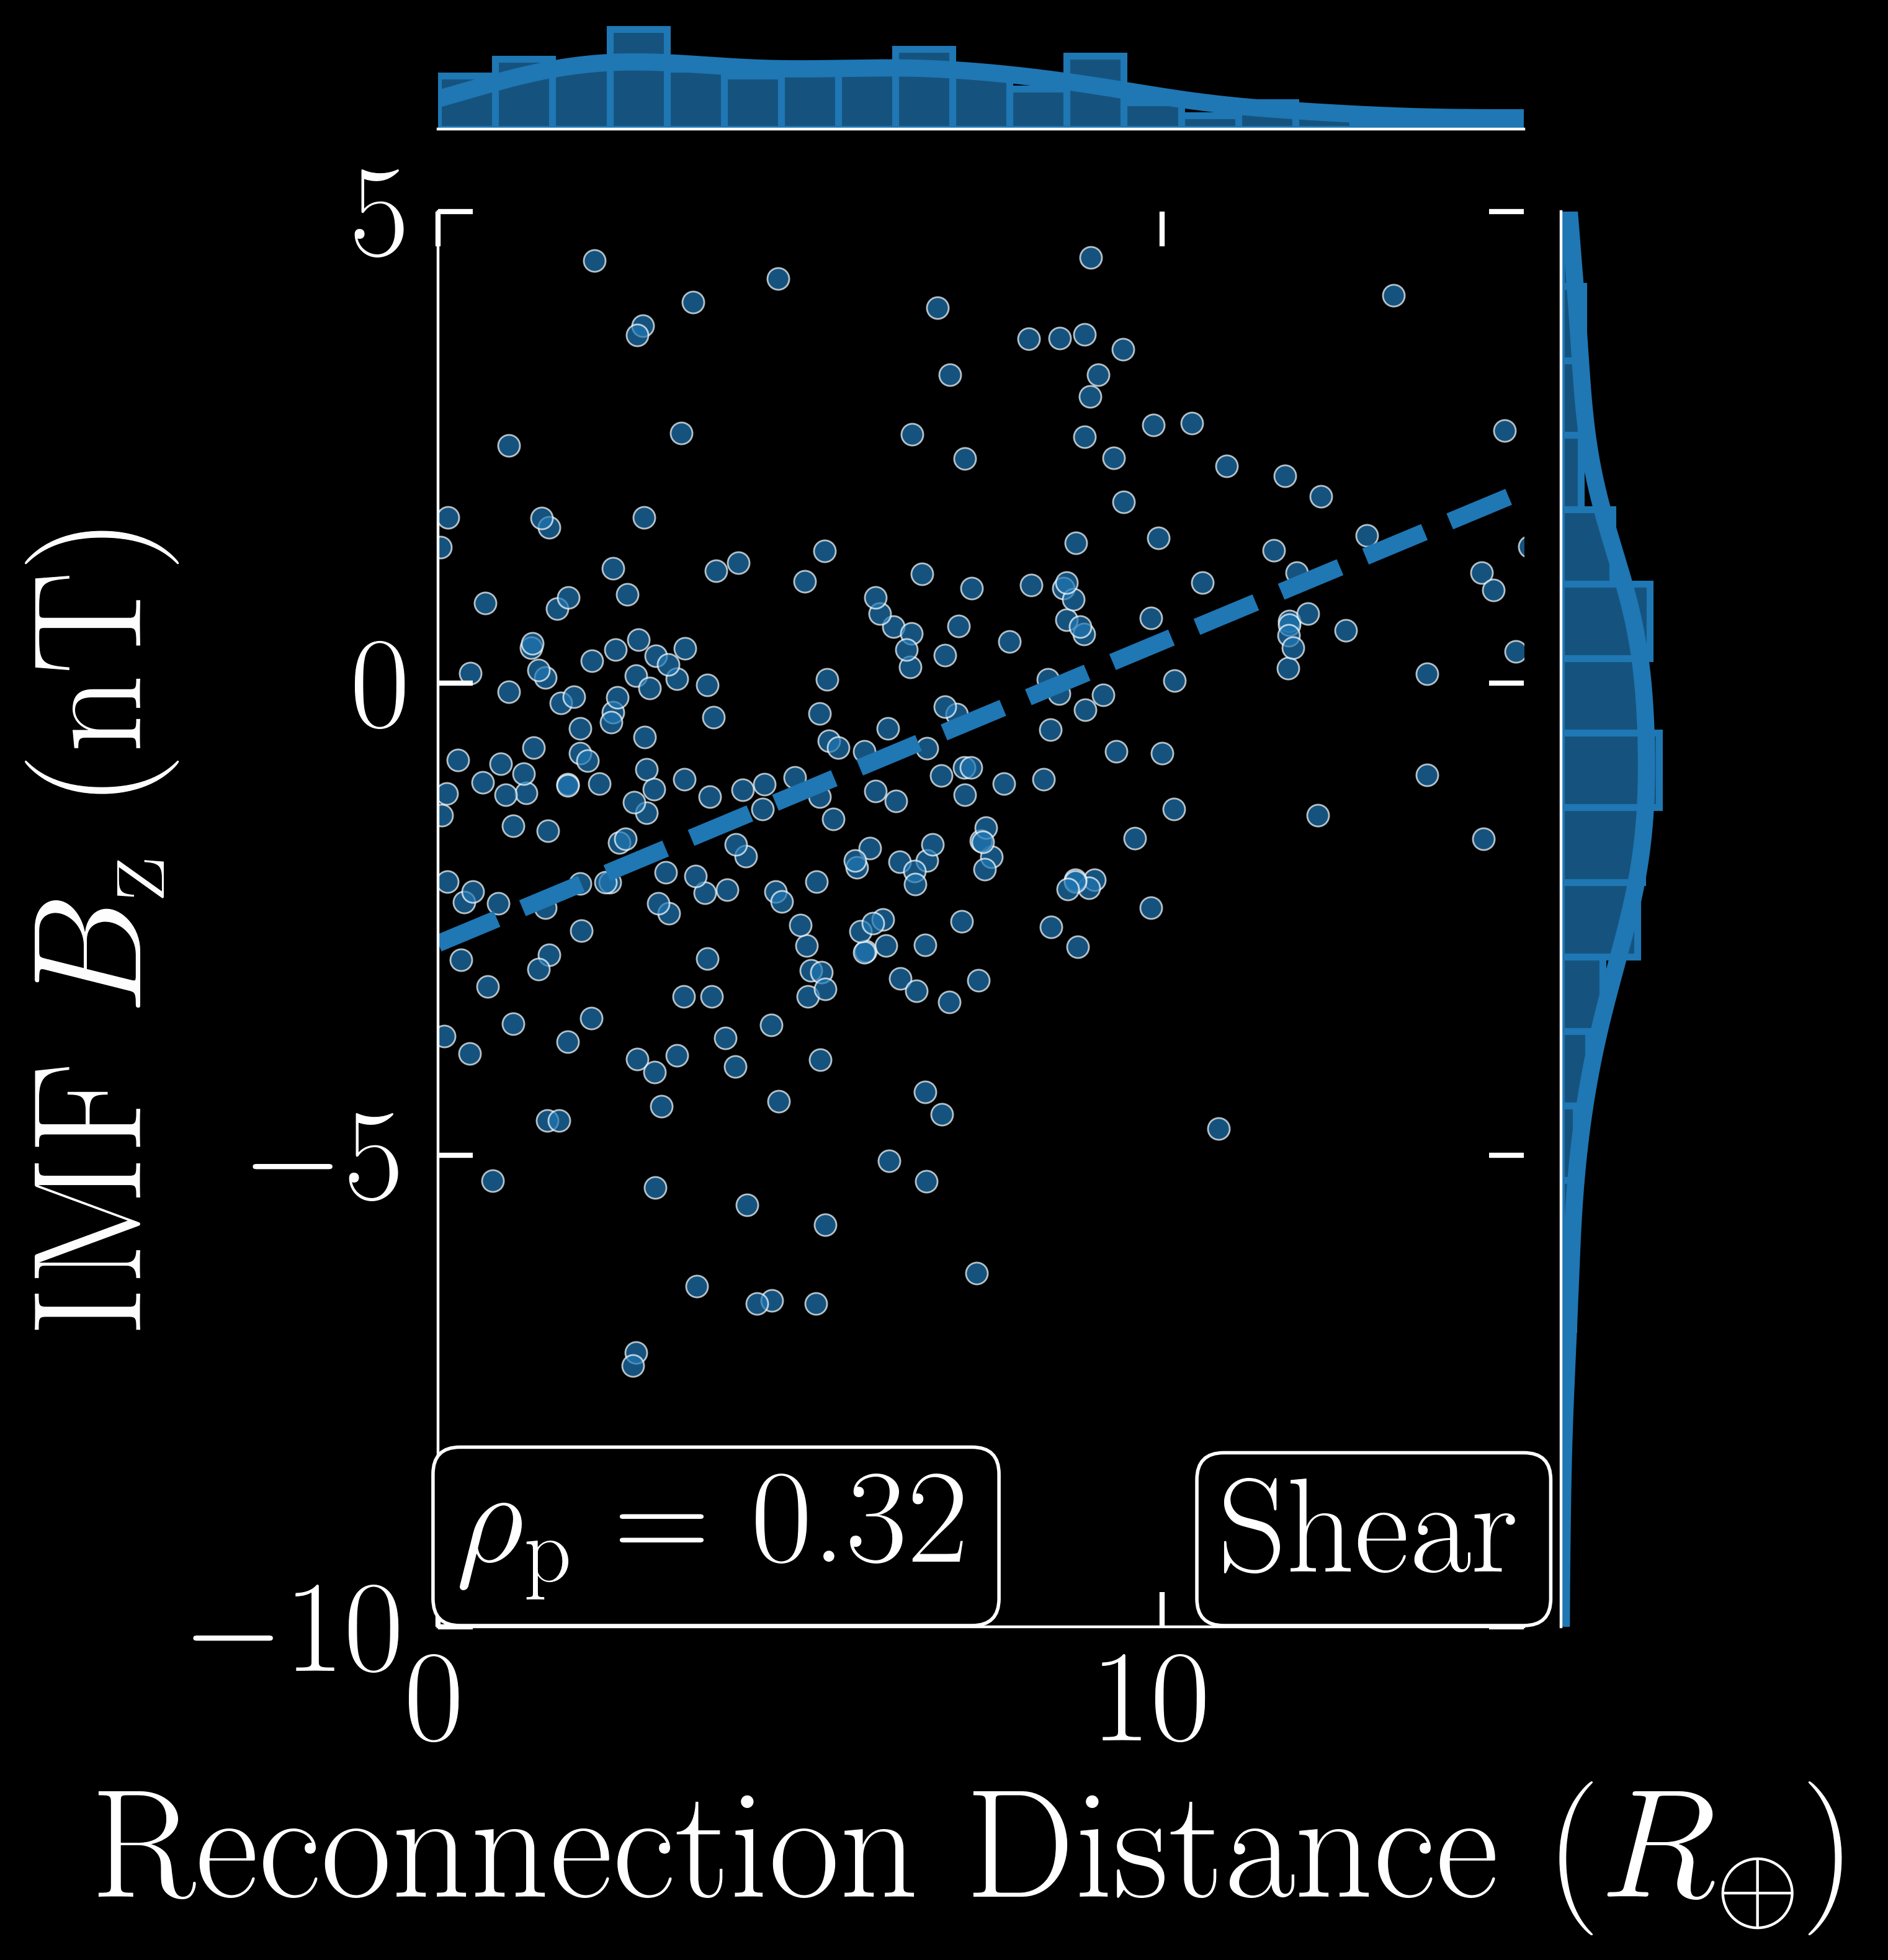 5
0
−5
−10
IMF B_z (nT)
ρ_p = 0.32
Shear
0 10
Reconnection Distance (R_⊕)